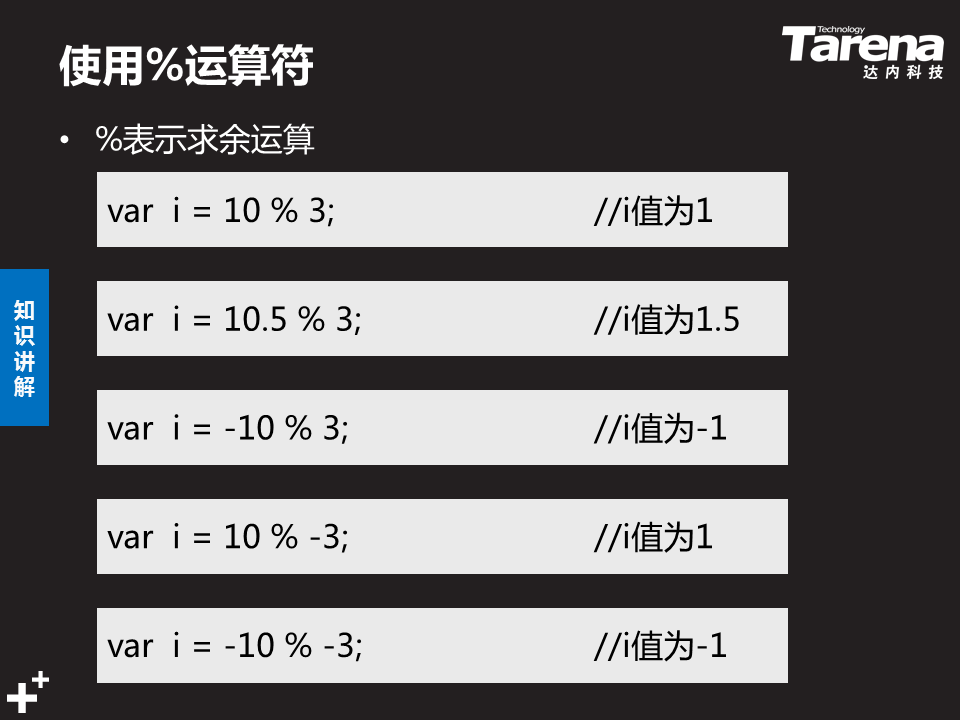 使用%运算符
Technology
Tarena
达内科技
• %表示求余运算
var i = 10 % 3; //i值为1
var i = 10.5 % 3; //i值为1.5
知识讲解
var i = -10 % 3; //i值为-1
var i = 10 % -3; //i值为1
var i = -10 % -3; //i值为-1